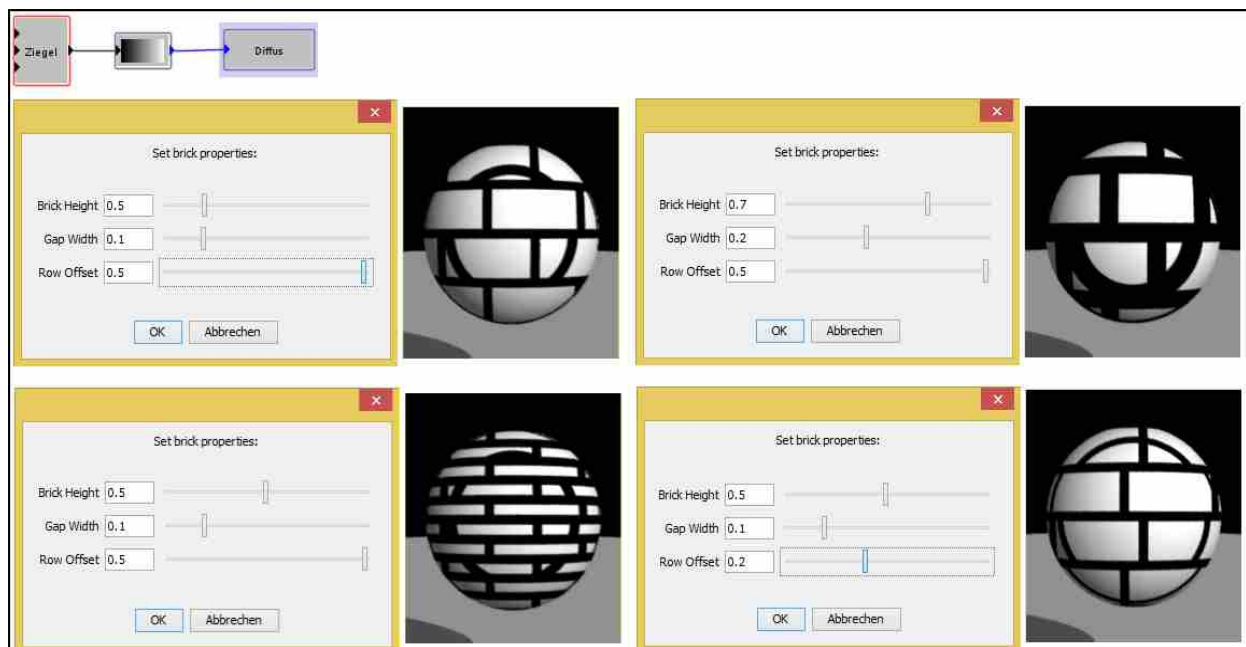 Ziegel
Diffus
Set brick properties:
Brick Height 0.5
Gap Width 0.1
Row Offset 0.5
OK Abbrechen
Set brick properties:
Brick Height 0.7
Gap Width 0.2
Row Offset 0.5
OK Abbrechen
Set brick properties:
Brick Height 0.5
Gap Width 0.1
Row Offset 0.5
OK Abbrechen
Set brick properties:
Brick Height 0.5
Gap Width 0.1
Row Offset 0.2
OK Abbrechen